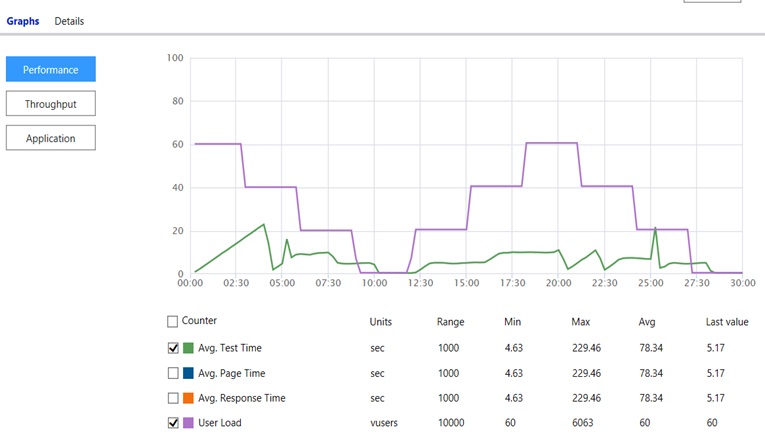 Graphs Details
Performance
Throughput
Application
100
80
60
40
20
0
00:00 02:30 05:00 07:30 10:00 12:30 15:00 17:30 20:00 22:30 25:00 27:30 30:00
Counter Units Range Min Max Avg Last value
Avg. Test Time sec 1000 4.63 229.46 78.34 5.17
Avg. Page Time sec 1000 4.63 229.46 78.34 5.17
Avg. Response Time sec 1000 4.63 229.46 78.34 5.17
User Load vusers 10000 60 6063 60 60